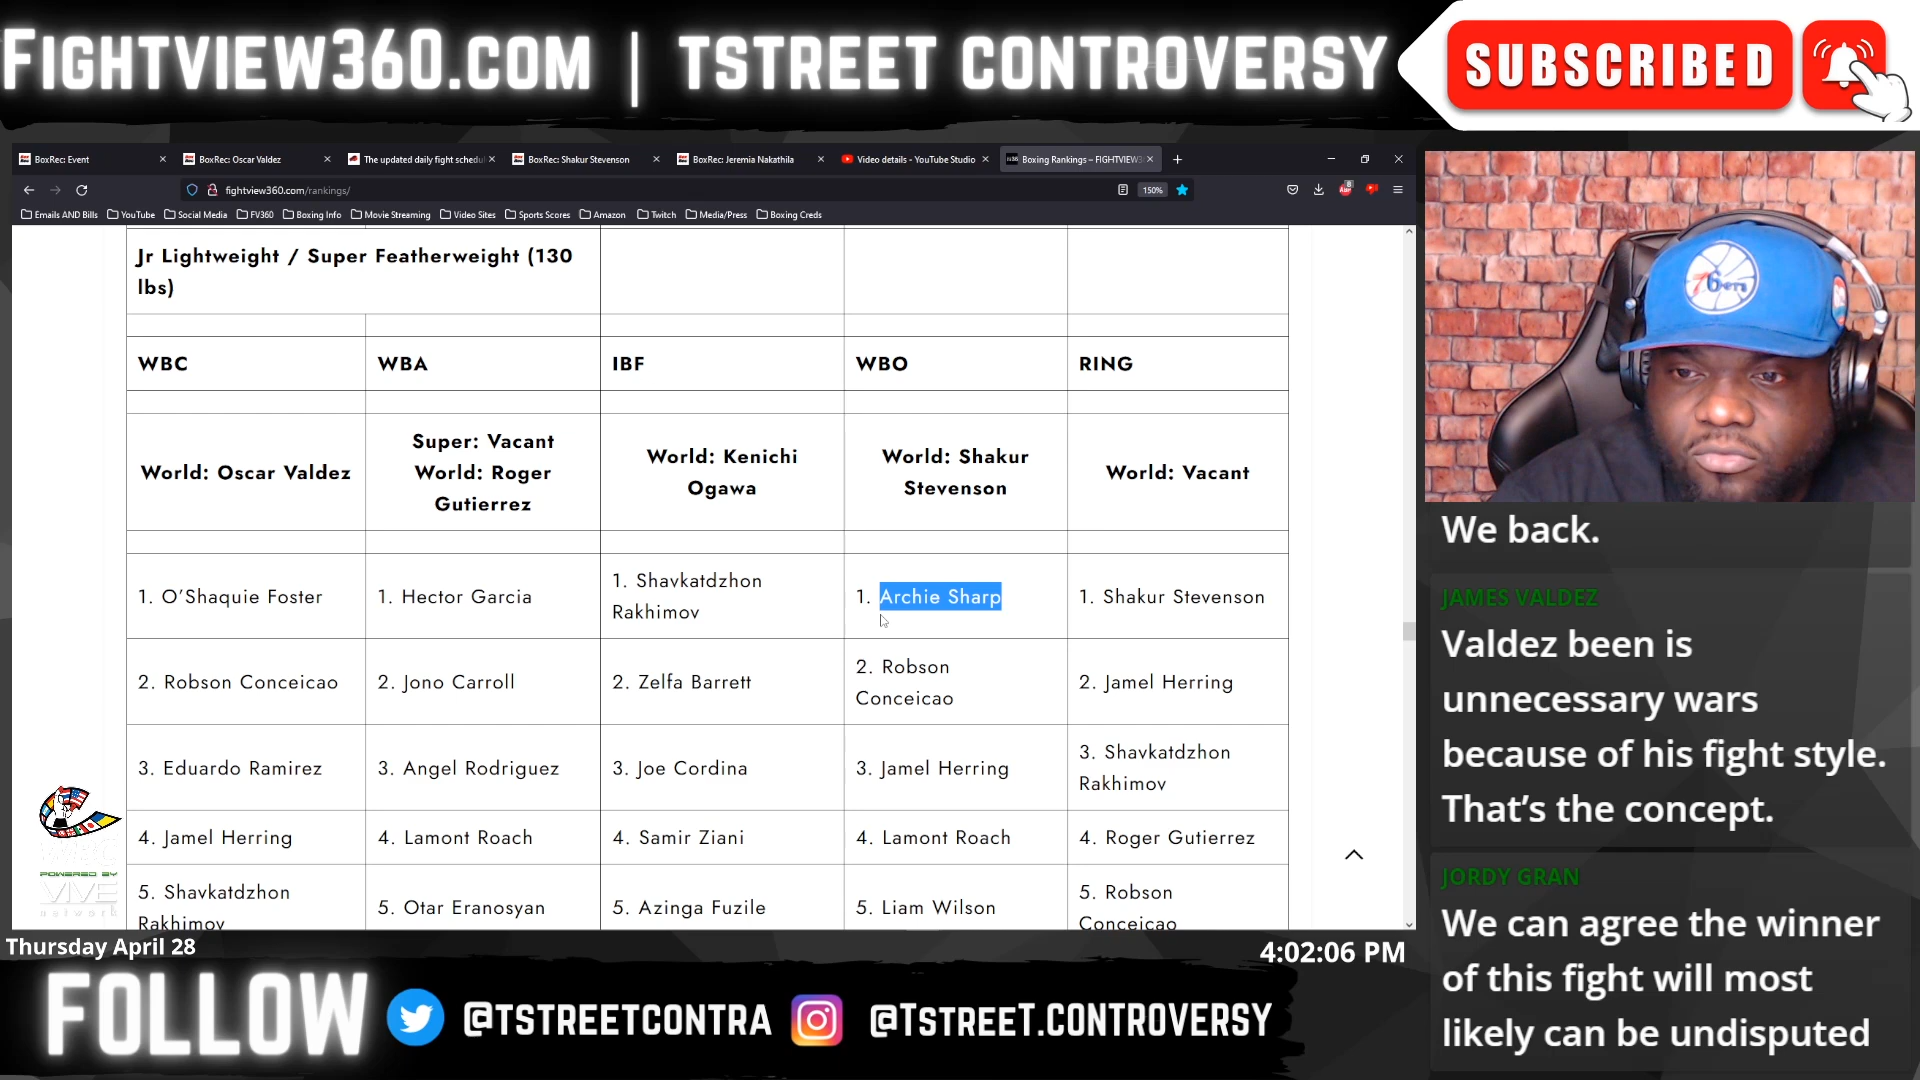 FIGHTVIEW360.COM | TSTREET CONTROVERSY
SUBSCRIBED
BoxRec: Event
BoxRec: Oscar Valdez
The updated daily fight schedul
BoxRec: Shakur Stevenson
BoxRec: Jeremia Nakathila
Video details - YouTube Studio
Boxing Rankings – FIGHTVIEW3
fightview360.com/rankings/
150%
Emails AND Bills
YouTube
Social Media
FV360
Boxing Info
Movie Streaming
Video Sites
Sports Scores
Amazon
Twitch
Media/Press
Boxing Creds
Jr Lightweight / Super Featherweight (130
lbs)
WBC
WBA
IBF
WBO
RING
World: Oscar Valdez
Super: Vacant
World: Roger
Gutierrez
World: Kenichi
Ogawa
World: Shakur
Stevenson
World: Vacant
1. O’Shaquie Foster
1. Hector Garcia
1. Shavkatdzhon
Rakhimov
1. Archie Sharp
1. Shakur Stevenson
2. Robson Conceicao
2. Jono Carroll
2. Zelfa Barrett
2. Robson
Conceicao
2. Jamel Herring
3. Eduardo Ramirez
3. Angel Rodriguez
3. Joe Cordina
3. Jamel Herring
3. Shavkatdzhon
Rakhimov
4. Jamel Herring
4. Lamont Roach
4. Samir Ziani
4. Lamont Roach
4. Roger Gutierrez
5. Shavkatdzhon
Rakhimov
5. Otar Eranosyan
5. Azinga Fuzile
5. Liam Wilson
5. Robson
Conceicao
POWERED BY
VIVE
network
76ers
We back.
JAMES VALDEZ
Valdez been is
unnecessary wars
because of his fight style.
That’s the concept.
JORDY GRAN
We can agree the winner
of this fight will most
likely can be undisputed
Thursday April 28
4:02:06 PM
FOLLOW
@TSTREETCONTRA
@TSTREET.CONTROVERSY